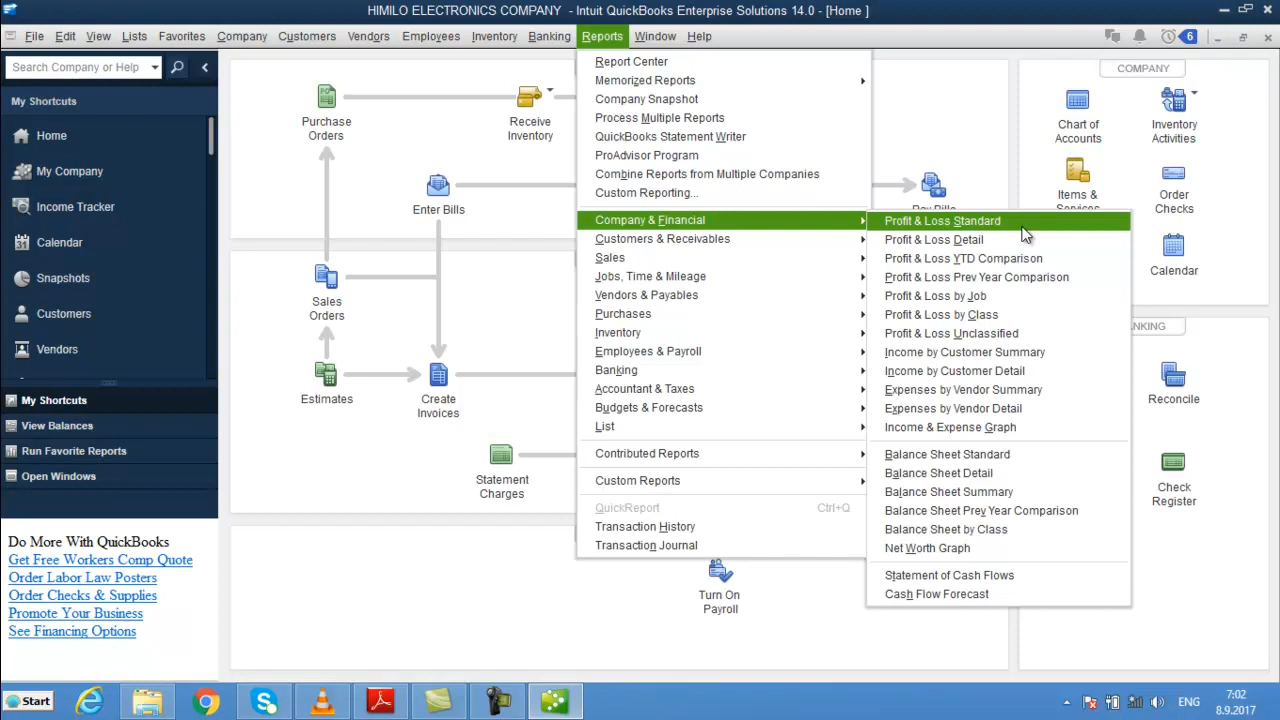 HIMILO ELECTRONICS COMPANY - Intuit QuickBooks Enterprise Solutions 14.0 - [Home ]
File Edit View Lists Favorites Company Customers Vendors Employees Inventory Banking Reports Window Help
6
Search Company or Help
My Shortcuts
Home
My Company
Income Tracker
Calendar
Snapshots
Customers
Vendors
My Shortcuts
View Balances
Run Favorite Reports
Open Windows
Do More With QuickBooks
Get Free Workers Comp Quote
Order Labor Law Posters
Order Checks & Supplies
Promote Your Business
See Financing Options
Purchase
Orders
Receive
Inventory
Enter Bills
Sales
Orders
Estimates
Create
Invoices
Statement
Charges
Turn On
Payroll
Report Center
Memorized Reports
Company Snapshot
Process Multiple Reports
QuickBooks Statement Writer
ProAdvisor Program
Combine Reports from Multiple Companies
Custom Reporting...
Company & Financial
Customers & Receivables
Sales
Jobs, Time & Mileage
Vendors & Payables
Purchases
Inventory
Employees & Payroll
Banking
Accountant & Taxes
Budgets & Forecasts
List
Contributed Reports
Custom Reports
QuickReport Ctrl+Q
Transaction History
Transaction Journal
Pay Bills
Profit & Loss Standard
Profit & Loss Detail
Profit & Loss YTD Comparison
Profit & Loss Prev Year Comparison
Profit & Loss by Job
Profit & Loss by Class
Profit & Loss Unclassified
Income by Customer Summary
Income by Customer Detail
Expenses by Vendor Summary
Expenses by Vendor Detail
Income & Expense Graph
Balance Sheet Standard
Balance Sheet Detail
Balance Sheet Summary
Balance Sheet Prev Year Comparison
Balance Sheet by Class
Net Worth Graph
Statement of Cash Flows
Cash Flow Forecast
COMPANY
Chart of
Accounts
Inventory
Activities
Items &
Services
Order
Checks
Calendar
NKING
Reconcile
Check
Register
Start
ENG
7:02
8.9.2017